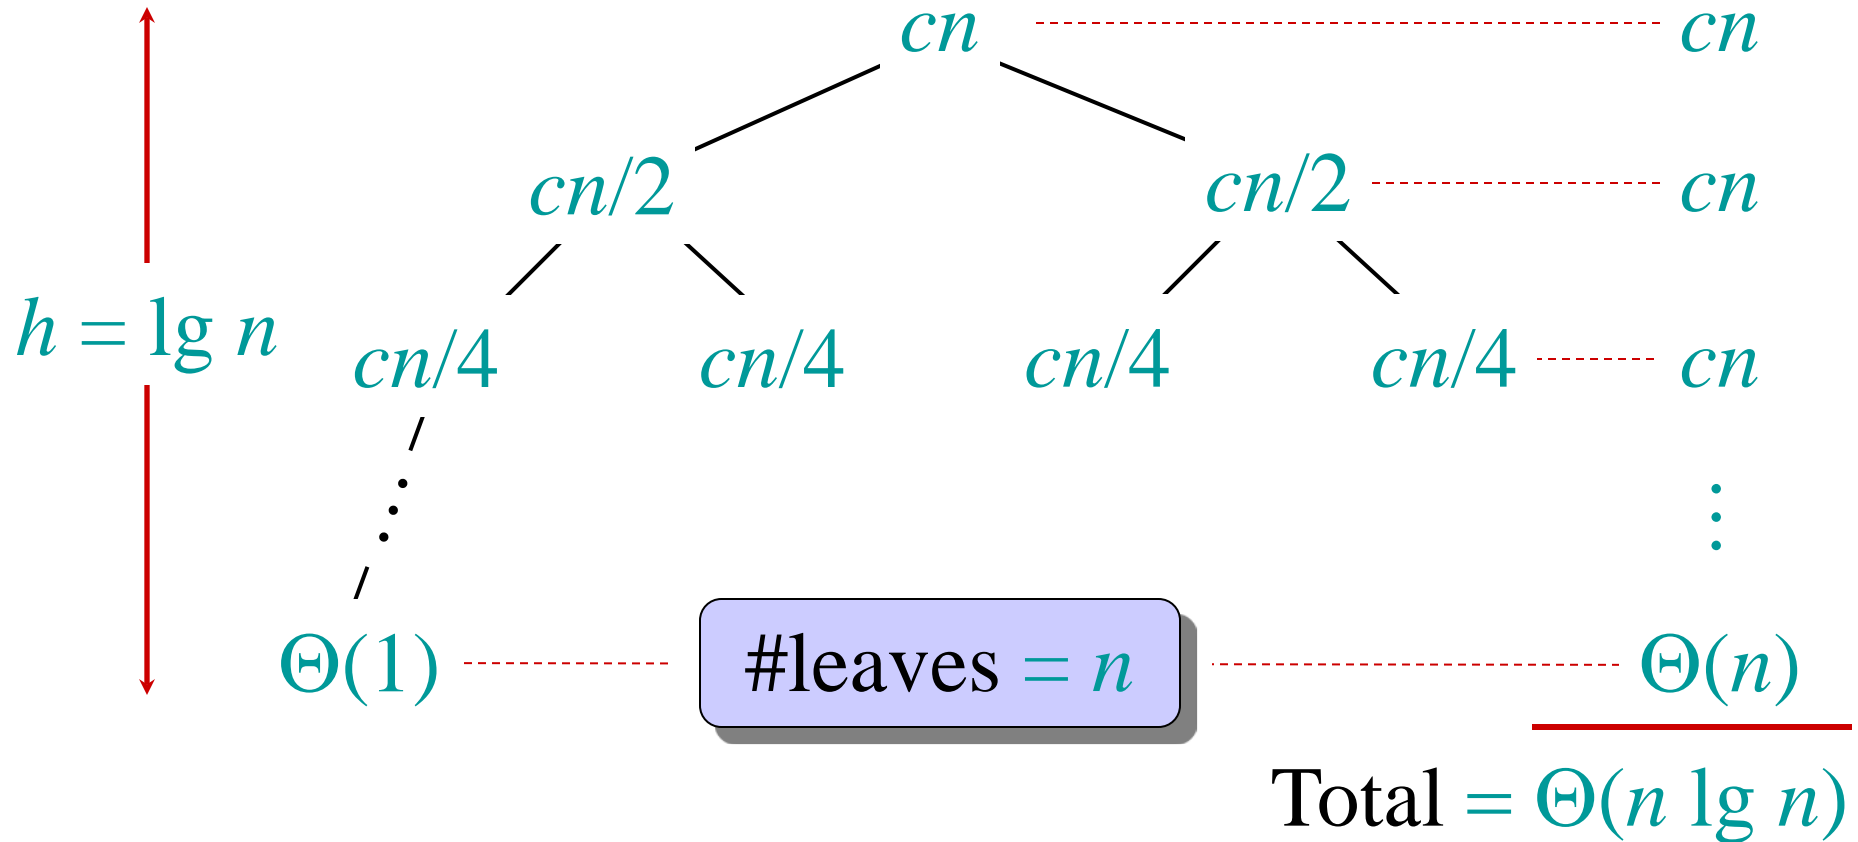 cn cn
cn/2 cn/2 cn
h = lg n cn/4 cn/4 cn/4 cn/4 cn
Θ(1) #leaves = n Θ(n)
Total = Θ(n lg n)